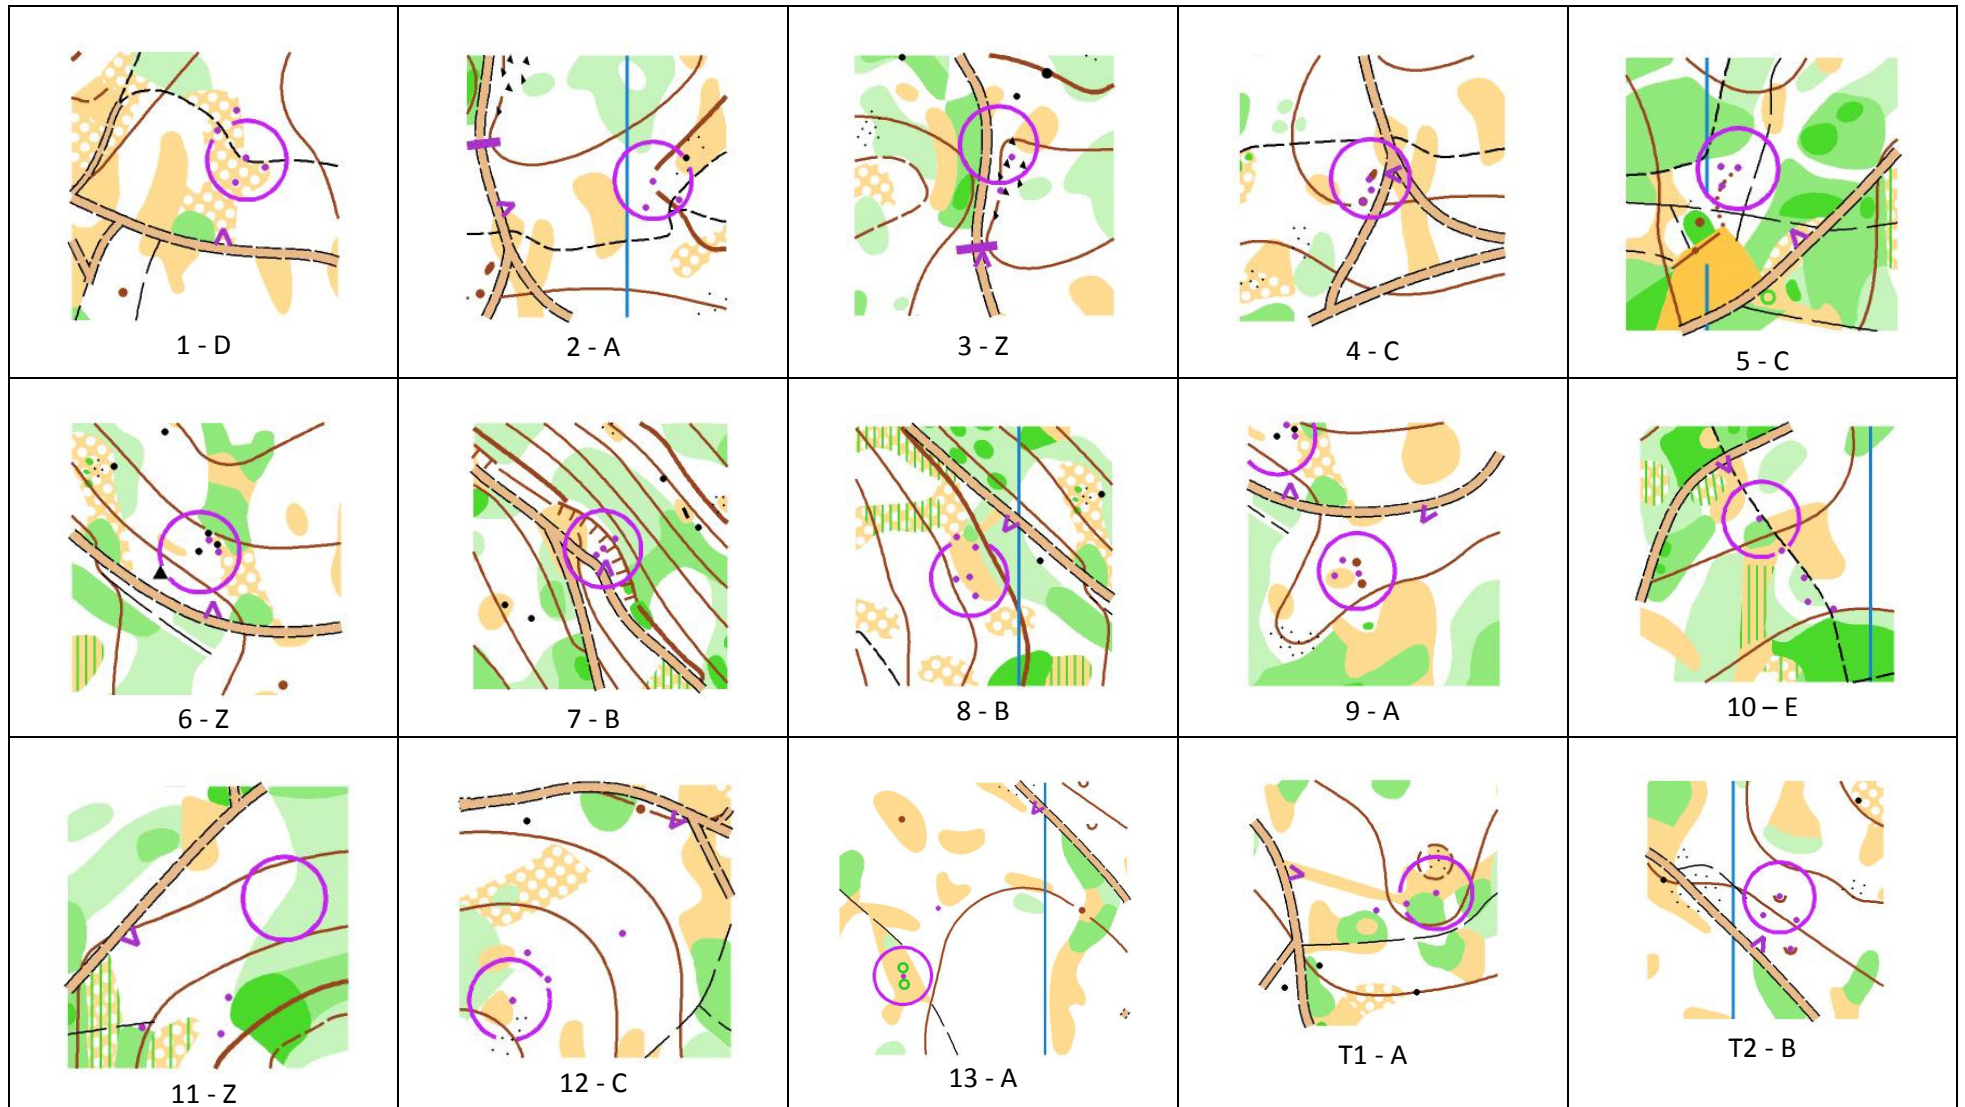 1 - D
2 - A
3 - Z
4 - C
5 - C
6 - Z
7 - B
8 - B
9 - A
10 – E
11 - Z
12 - C
13 - A
T1 - A
T2 - B